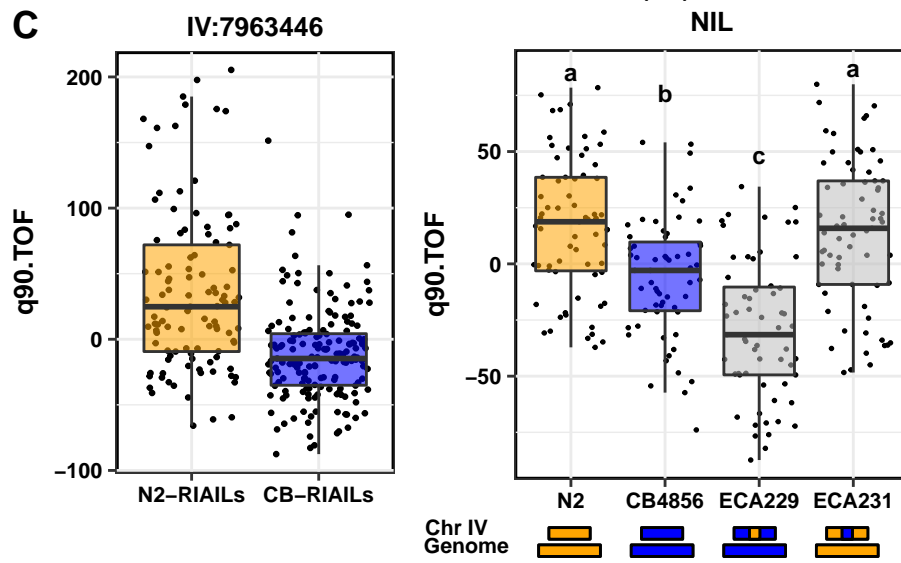 C
IV:7963446
q90.TOF
200
100
0
−100
N2−RIAILs CB−RIAILs
NIL
q90.TOF
50
0
−50
a b c a
N2 CB4856 ECA229 ECA231
Chr IV
Genome